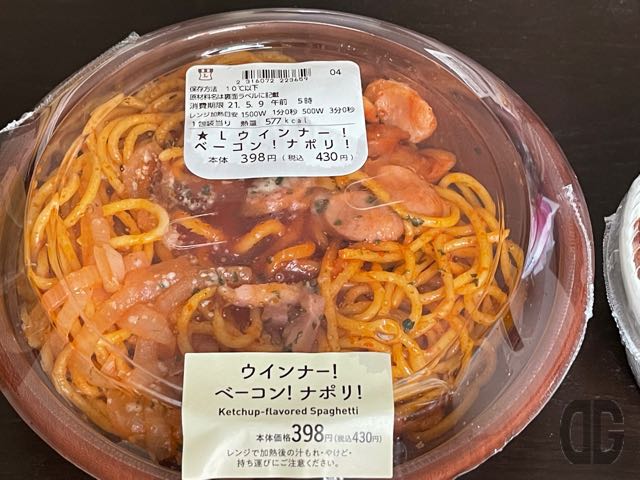 2 316072 223659
04
保存方法 10℃以下
原材料名は裏面ラベルに記載
消費期限 21.5.9 午前 5時
レンジ加熱目安 1500W 1分0秒 500W 3分0秒
1包装当り 熱量 577kcal
★Lウインナー!
ベーコン!ナポリ!
本体 398円(税込 430円)
ウインナー!
ベーコン!ナポリ!
Ketchup-flavored Spaghetti
本体価格398円(税込430円)
レンジで加熱後の汁もれ・やけど・
持ち運びにご注意ください。
DG